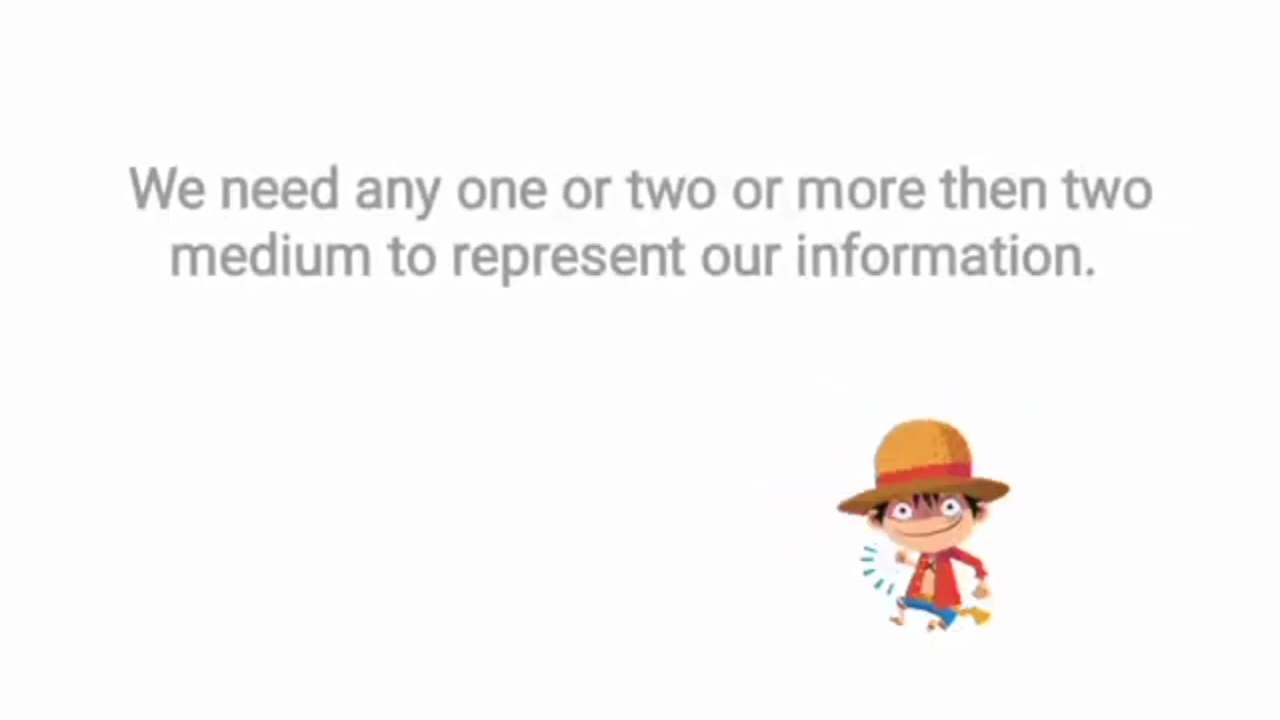 We need any one or two or more then two
medium to represent our information.